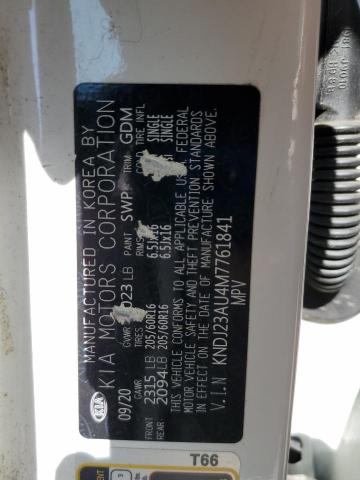 MANUFACTURED IN KOREA BY
KIA KIA MOTORS CORPORATION
09/20 GVWR 023 LB PAINT SWP TRIM GDM
GAWR TIRES RIMS TIRE INFL
FRONT 2315 LB 205/60R16 6.5Jx16 SINGLE
REAR 2094 LB 205/60R16 6.5Jx16 SINGLE
THIS VEHICLE CONFORMS TO ALL APPLICABLE U.S. FEDERAL
MOTOR VEHICLE SAFETY AND THEFT PREVENTION STANDARDS
IN EFFECT ON THE DATE OF MANUFACTURE SHOWN ABOVE.
V.I.N KNDJ23AU4M7761841
MPV
T66